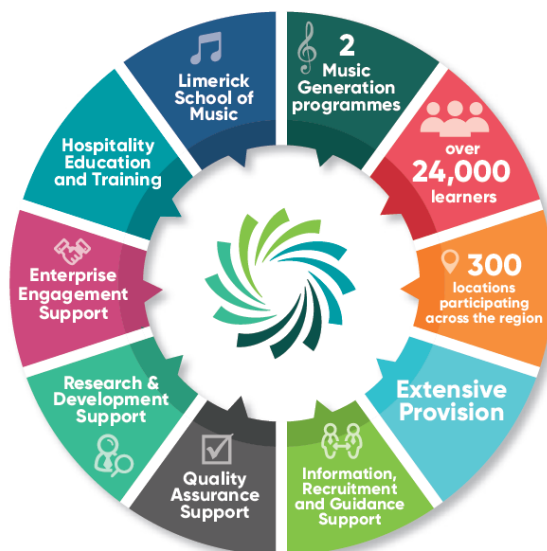 2
Music
Generation
programmes
over
24,000
learners
300
locations
participating
across the region
Extensive
Provision
Information,
Recruitment
and Guidance
Support
Quality
Assurance
Support
Research &
Development
Support
Enterprise
Engagement
Support
Hospitality
Education
and Training
Limerick
School of
Music